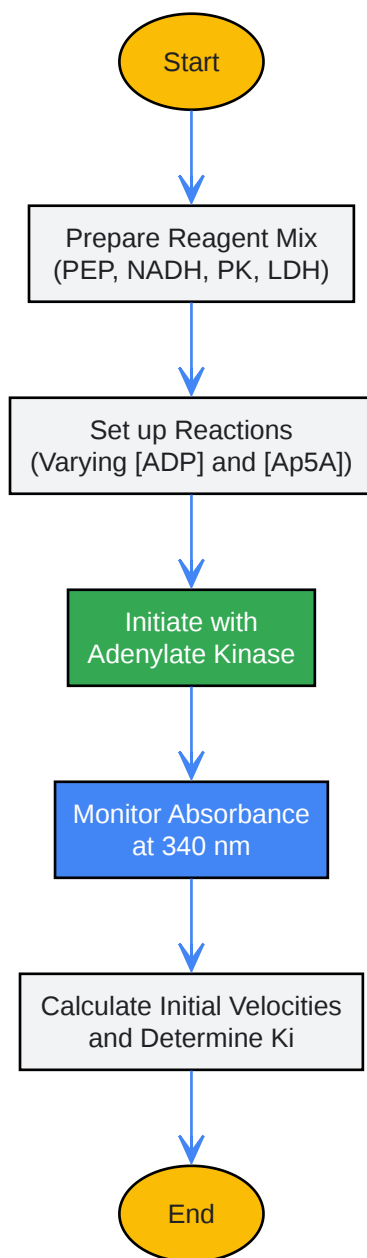 Start
Prepare Reagent Mix
(PEP, NADH, PK, LDH)
Set up Reactions
(Varying [ADP] and [Ap5A])
Initiate with
Adenylate Kinase
Monitor Absorbance
at 340 nm
Calculate Initial Velocities
and Determine Ki
End